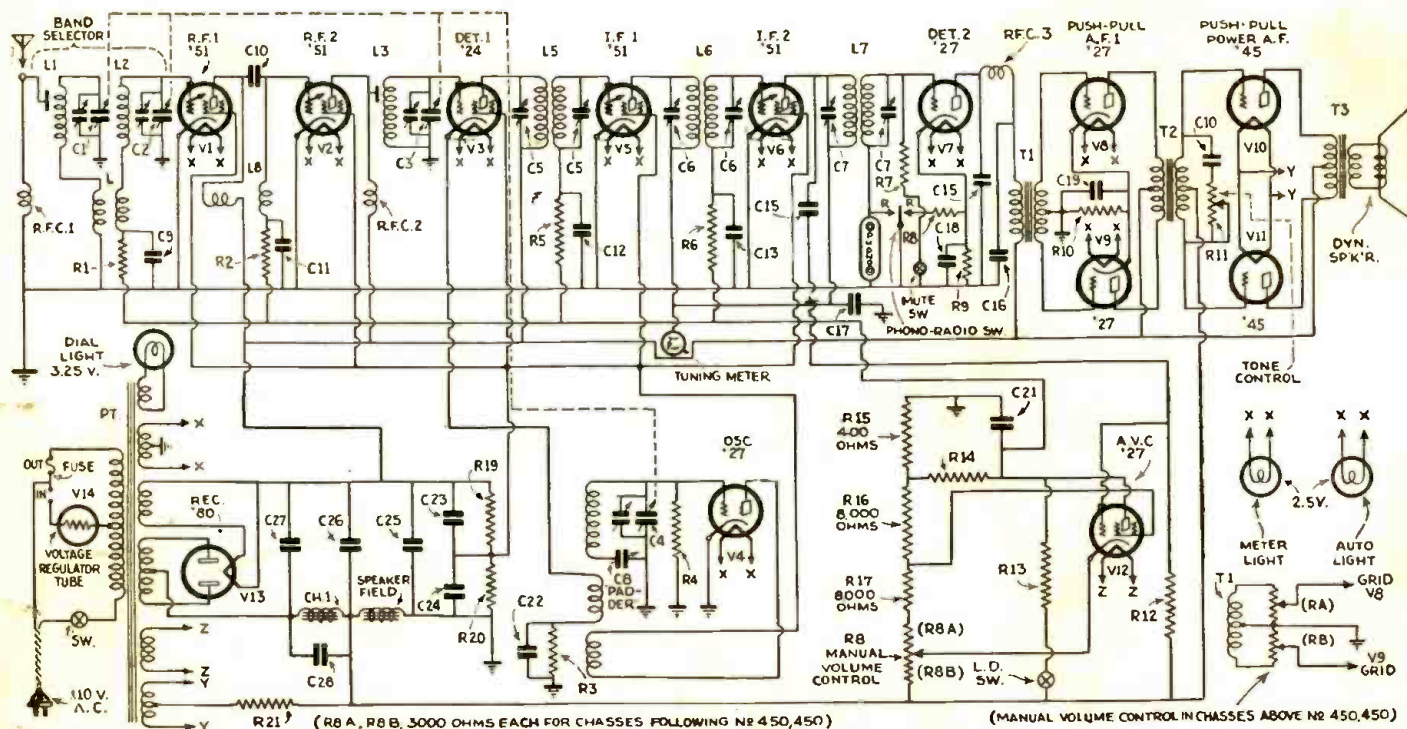 BAND SELECTOR
R.F.1 '51
C10
R.F.2 '51
L3
DET.1 '24
L5
I.F.1 '51
L6
I.F.2 '51
L7
DET.2 '27
R.F.C.3
PUSH-PULL A.F.1 '27
PUSH-PULL POWER A.F. '45
L1
L2
C1
C2
V1
X X
V2
X X
C3
V3
X X
C5
C5
V5
X X
C6
C6
V6
X X
C7
C7
V7
X X
V8
X X
V10
T1
T2
T3
C10
C19
Y
Y
L8
R7
C15
R.F.C.1
R1
C9
R2
C11
R.F.C.2
R5
C12
R6
C13
C15
R
R
R8
C18
R9
C16
R10
X X
V9
'27
R11
V11
'45
DYN. SP'K'R.
MUTE SW
PHONO-RADIO SW.
C17
TUNING METER
TONE CONTROL
DIAL LIGHT 3.25 V.
PT
X
X
OUT
FUSE
IN
V14
VOLTAGE REGULATOR TUBE
SW.
110 V. A.C.
REC. '80
V13
Z
Z
Y
Y
C27
C26
C25
C23
R19
C24
R20
CH.1
SPEAKER FIELD
C28
R21
C22
R3
C8 PADDER
C4
R4
OSC '27
V4
X X
R15 400 OHMS
C21
R14
R16 8,000 OHMS
R17 8000 OHMS
R8 MANUAL VOLUME CONTROL
(R8A)
(R8B)
R13
L.D. SW.
A.V.C '27
V12
Z Z
R12
X X
X X
2.5V.
METER LIGHT
AUTO LIGHT
T1
(RA)
(RB)
GRID V8
V9 GRID
(R8A, R8B, 3000 OHMS EACH FOR CHASSES FOLLOWING Nº 450,450)
(MANUAL VOLUME CONTROL IN CHASSES ABOVE Nº 450,450)